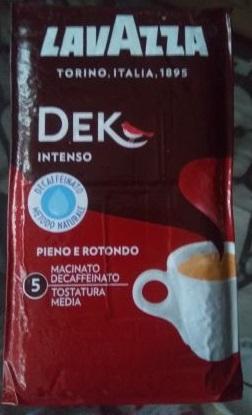 LAVAZZA
TORINO, ITALIA, 1895
DEK
INTENSO
DECAFFEINATO
METODO NATURALE
PIENO E ROTONDO
5
MACINATO
DECAFFEINATO
TOSTATURA
MEDIA